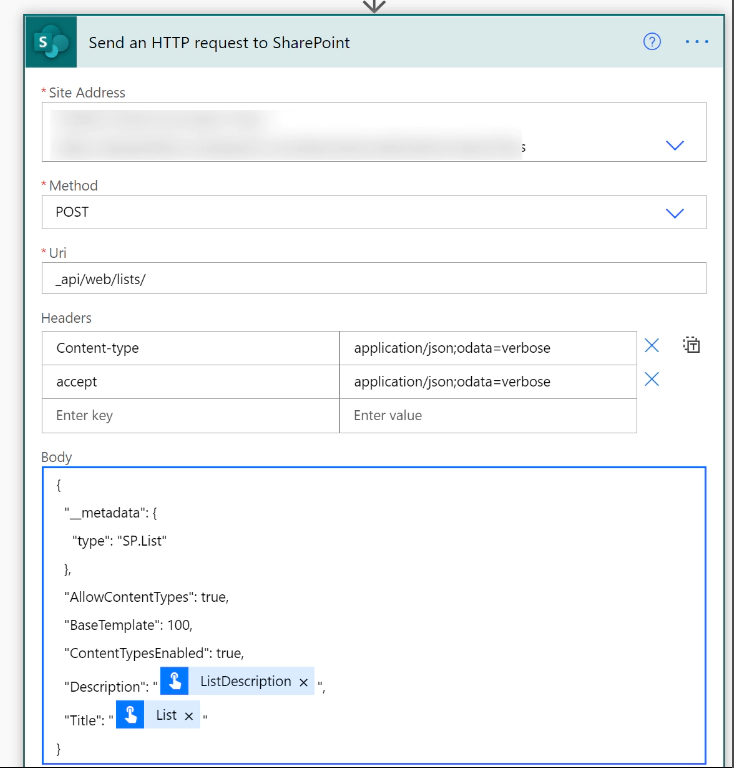 S
Send an HTTP request to SharePoint
?
...
* Site Address
s
* Method
POST
* Uri
_api/web/lists/
Headers
Content-type application/json;odata=verbose
T
accept application/json;odata=verbose
Enter key Enter value
Body
{
"__metadata": {
"type": "SP.List"
},
"AllowContentTypes": true,
"BaseTemplate": 100,
"ContentTypesEnabled": true,
"Description": " ListDescription × ",
"Title": " List × "
}